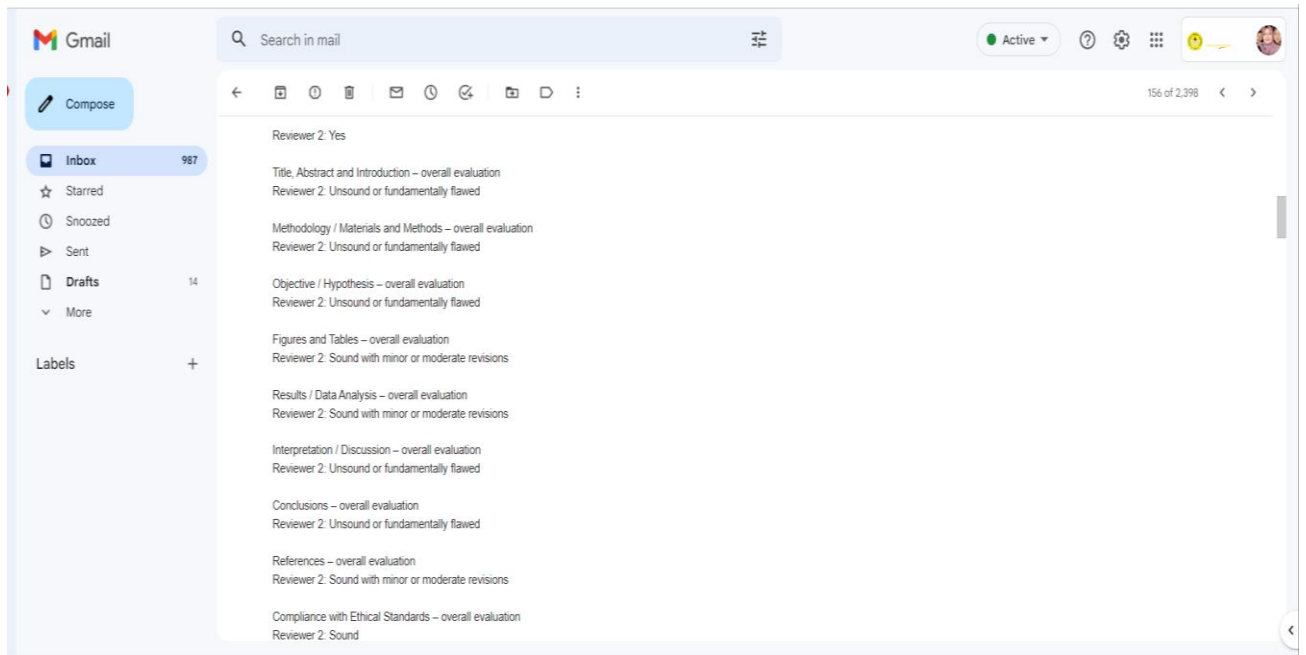 Gmail
Search in mail
Active
Compose
156 of 2,398
Inbox 987
Starred
Snoozed
Sent
Drafts 14
More
Labels
Reviewer 2: Yes
Title, Abstract and Introduction – overall evaluation
Reviewer 2: Unsound or fundamentally flawed
Methodology / Materials and Methods – overall evaluation
Reviewer 2: Unsound or fundamentally flawed
Objective / Hypothesis – overall evaluation
Reviewer 2: Unsound or fundamentally flawed
Figures and Tables – overall evaluation
Reviewer 2: Sound with minor or moderate revisions
Results / Data Analysis – overall evaluation
Reviewer 2: Sound with minor or moderate revisions
Interpretation / Discussion – overall evaluation
Reviewer 2: Unsound or fundamentally flawed
Conclusions – overall evaluation
Reviewer 2: Unsound or fundamentally flawed
References – overall evaluation
Reviewer 2: Sound with minor or moderate revisions
Compliance with Ethical Standards – overall evaluation
Reviewer 2: Sound